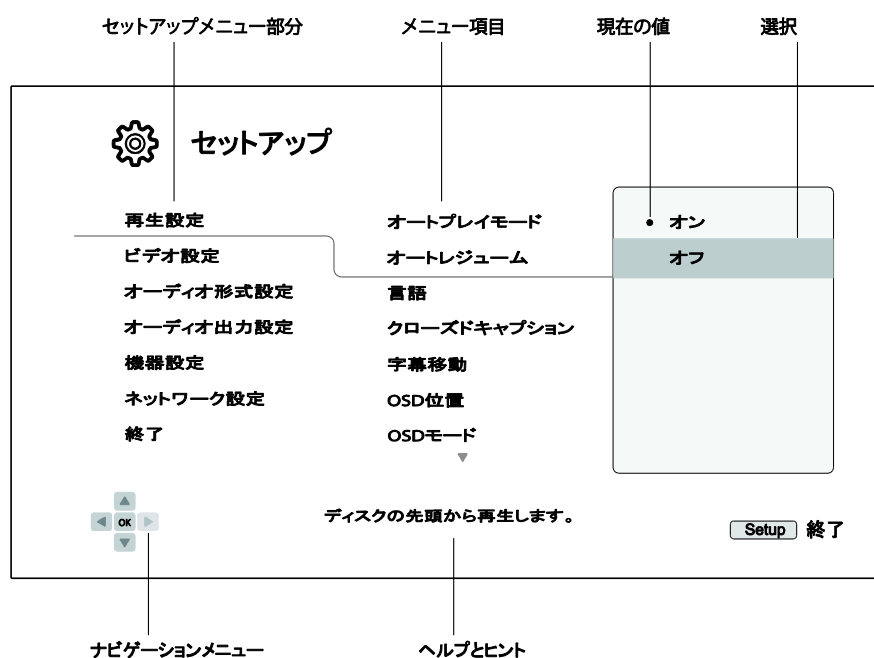 セットアップメニュー部分
メニュー項目
現在の値
選択
セットアップ
再生設定
ビデオ設定
オーディオ形式設定
オーディオ出力設定
機器設定
ネットワーク設定
終了
オートプレイモード
オートレジューム
言語
クローズドキャプション
字幕移動
OSD位置
OSDモード
• オン
オフ
OK
ディスクの先頭から再生します。
Setup 終了
ナビゲーションメニュー
ヘルプとヒント